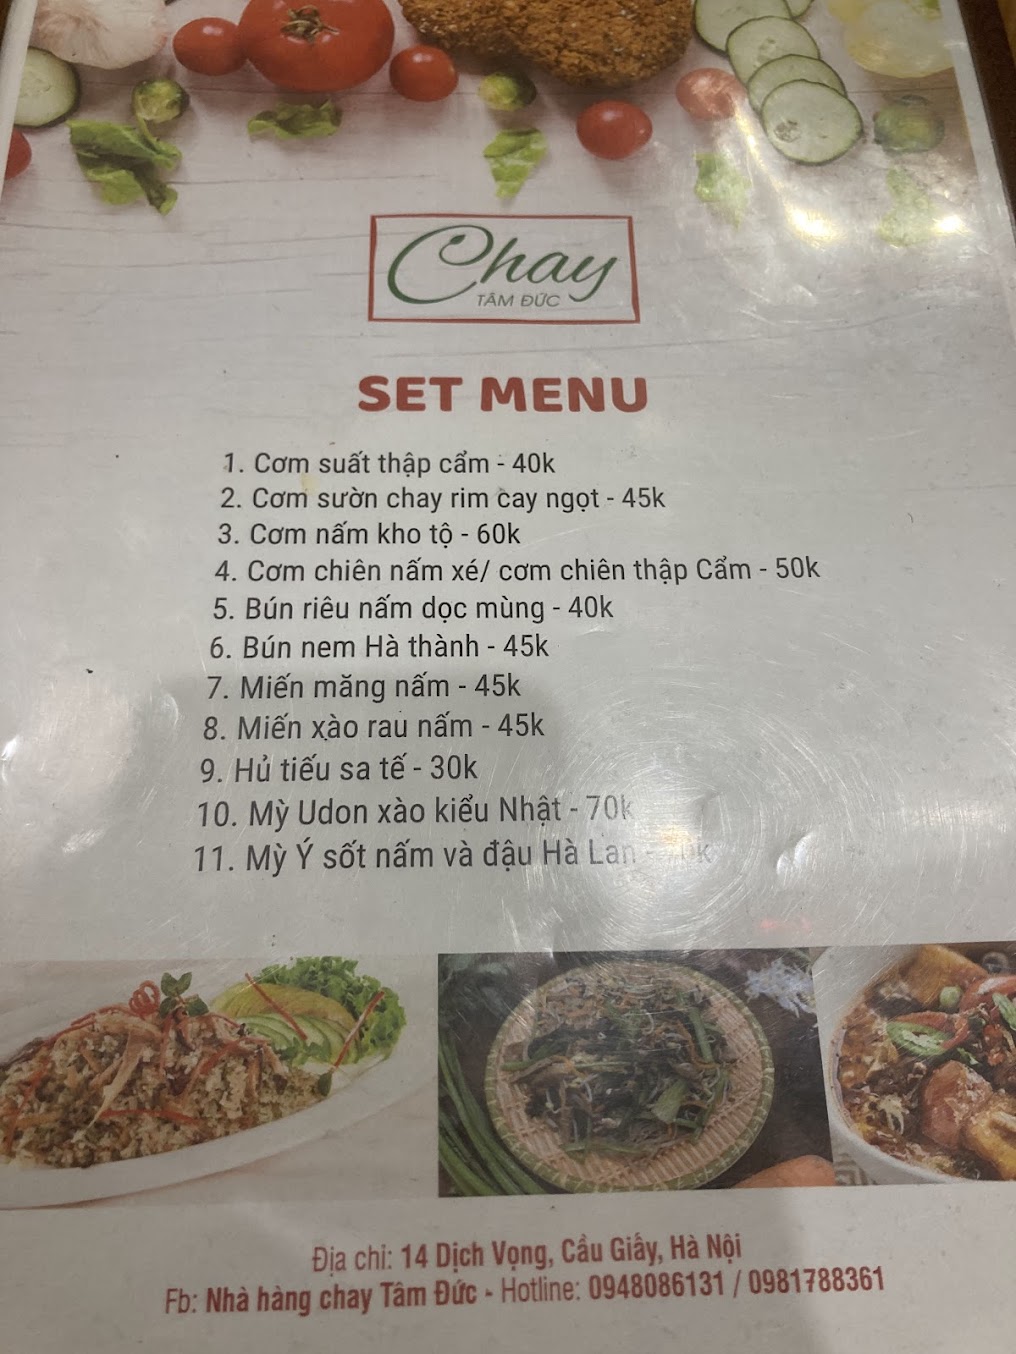 Chay
TÂM ĐỨC
SET MENU
1. Cơm suất thập cẩm - 40k
2. Cơm sườn chay rim cay ngọt - 45k
3. Cơm nấm kho tộ - 60k
4. Cơm chiên nấm xé/ cơm chiên thập Cẩm - 50k
5. Bún riêu nấm dọc mùng - 40k
6. Bún nem Hà thành - 45k
7. Miến măng nấm - 45k
8. Miến xào rau nấm - 45k
9. Hủ tiếu sa tế - 30k
10. Mỳ Udon xào kiểu Nhật - 70k
11. Mỳ Ý sốt nấm và đậu Hà Lan -
Địa chỉ: 14 Dịch Vọng, Cầu Giấy, Hà Nội
Fb: Nhà hàng chay Tâm Đức - Hotline: 0948086131 / 0981788361